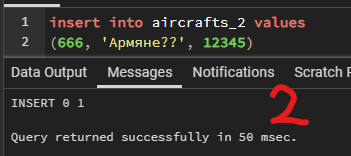 1 insert into aircrafts_2 values
2 (666, 'Армяне??', 12345)
Data Output Messages Notifications Scratch P
INSERT 0 1
2
Query returned successfully in 50 msec.